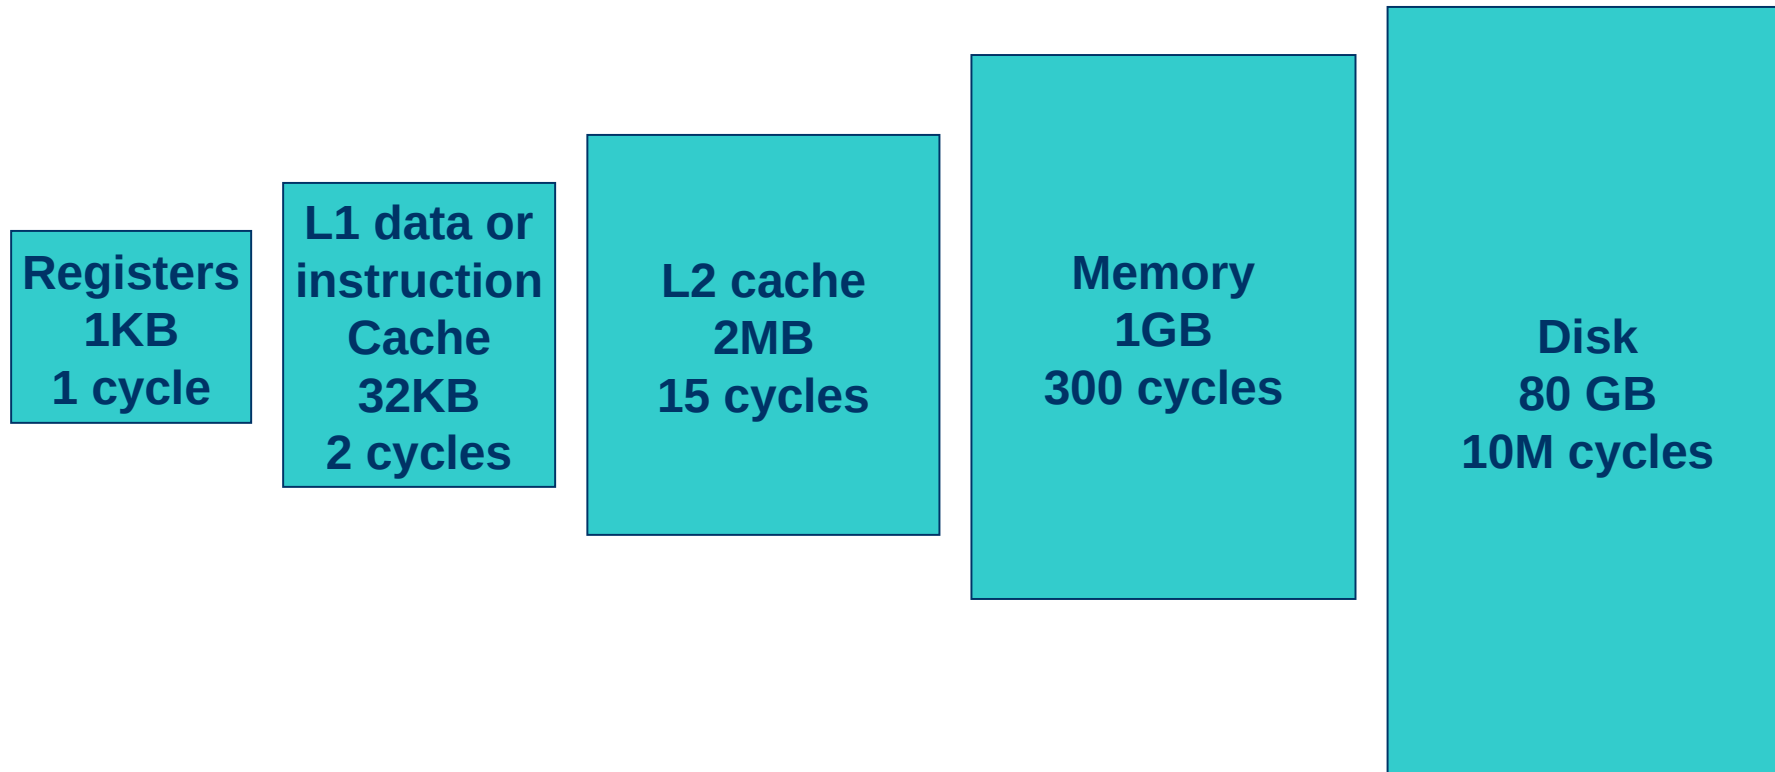 Registers
1KB
1 cycle
L1 data or
instruction
Cache
32KB
2 cycles
L2 cache
2MB
15 cycles
Memory
1GB
300 cycles
Disk
80 GB
10M cycles